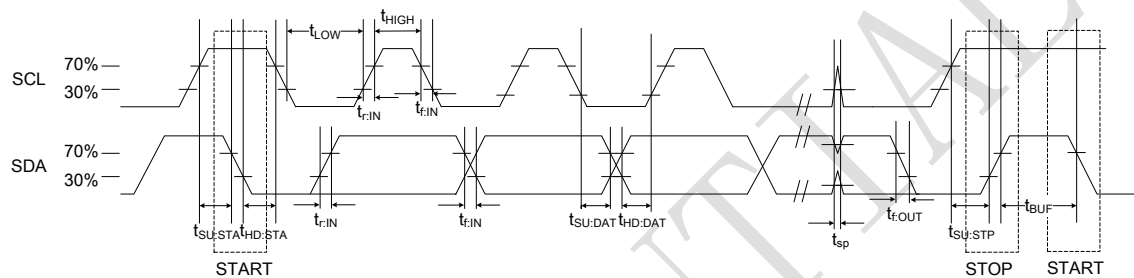 tLOW
tHIGH
SCL
70%
30%
tr:IN
tf:IN
SDA
70%
30%
tSU:STA
tHD:STA
tr:IN
tf:IN
tSU:DAT
tHD:DAT
tsp
tf:OUT
tSU:STP
tBUF
START
STOP
START